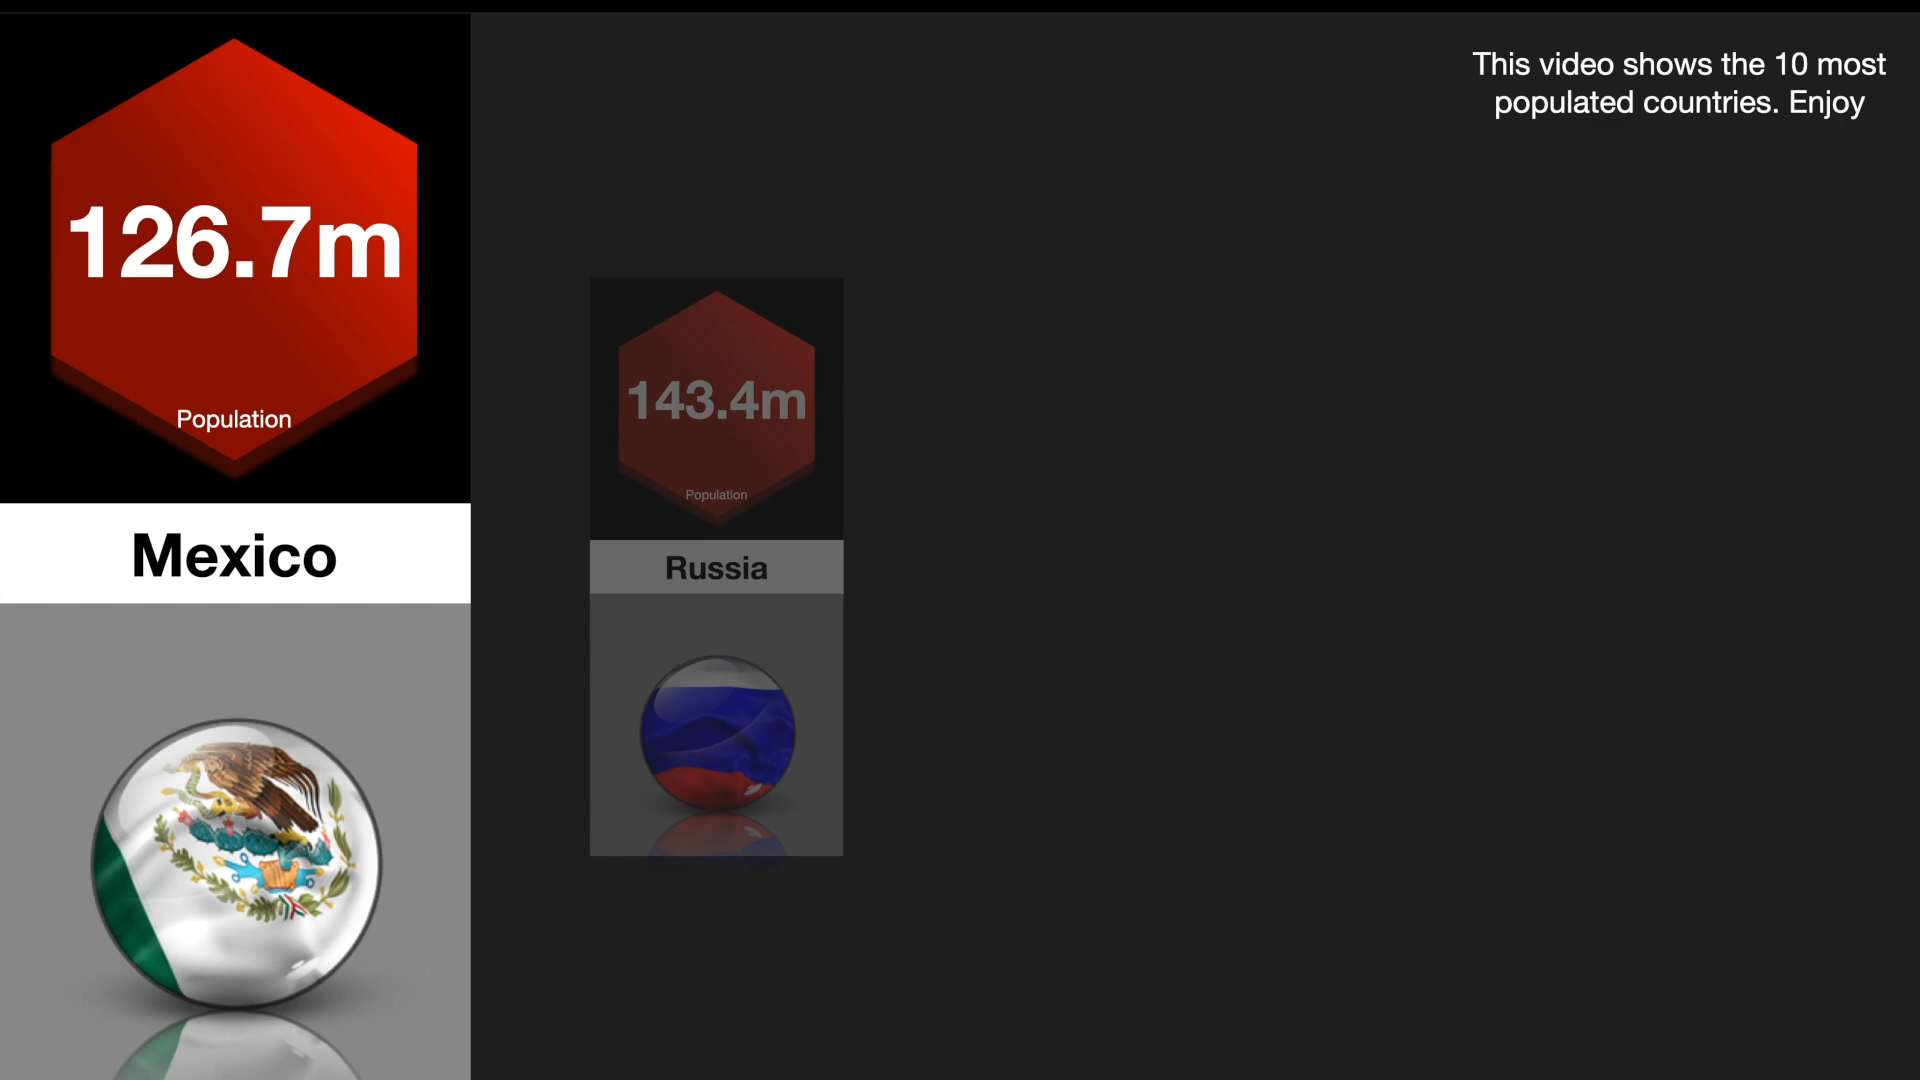 126.7m
Population
Mexico
143.4m
Population
Russia
This video shows the 10 most
populated countries. Enjoy